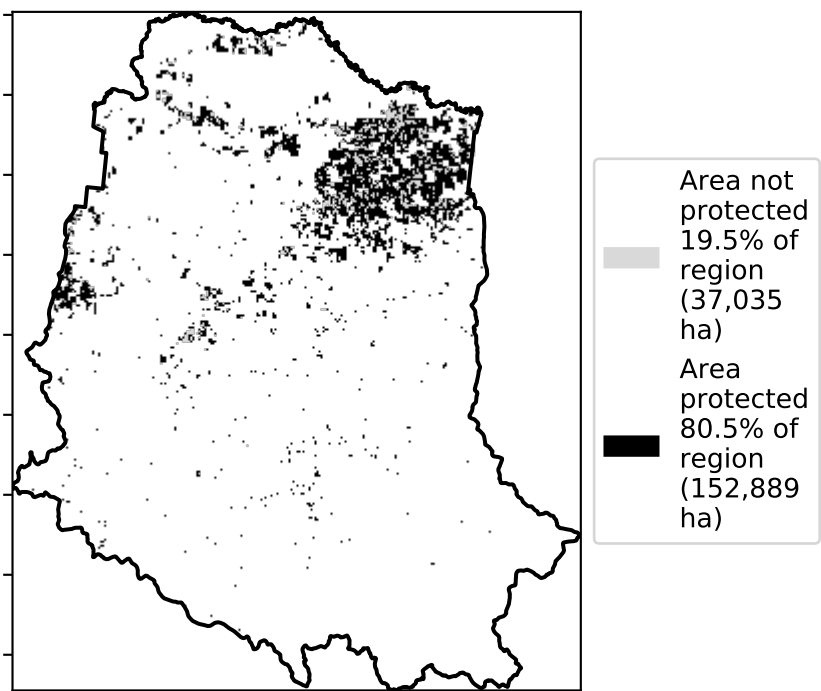 Area not
protected
19.5% of
region
(37,035
ha)
Area
protected
80.5% of
region
(152,889
ha)